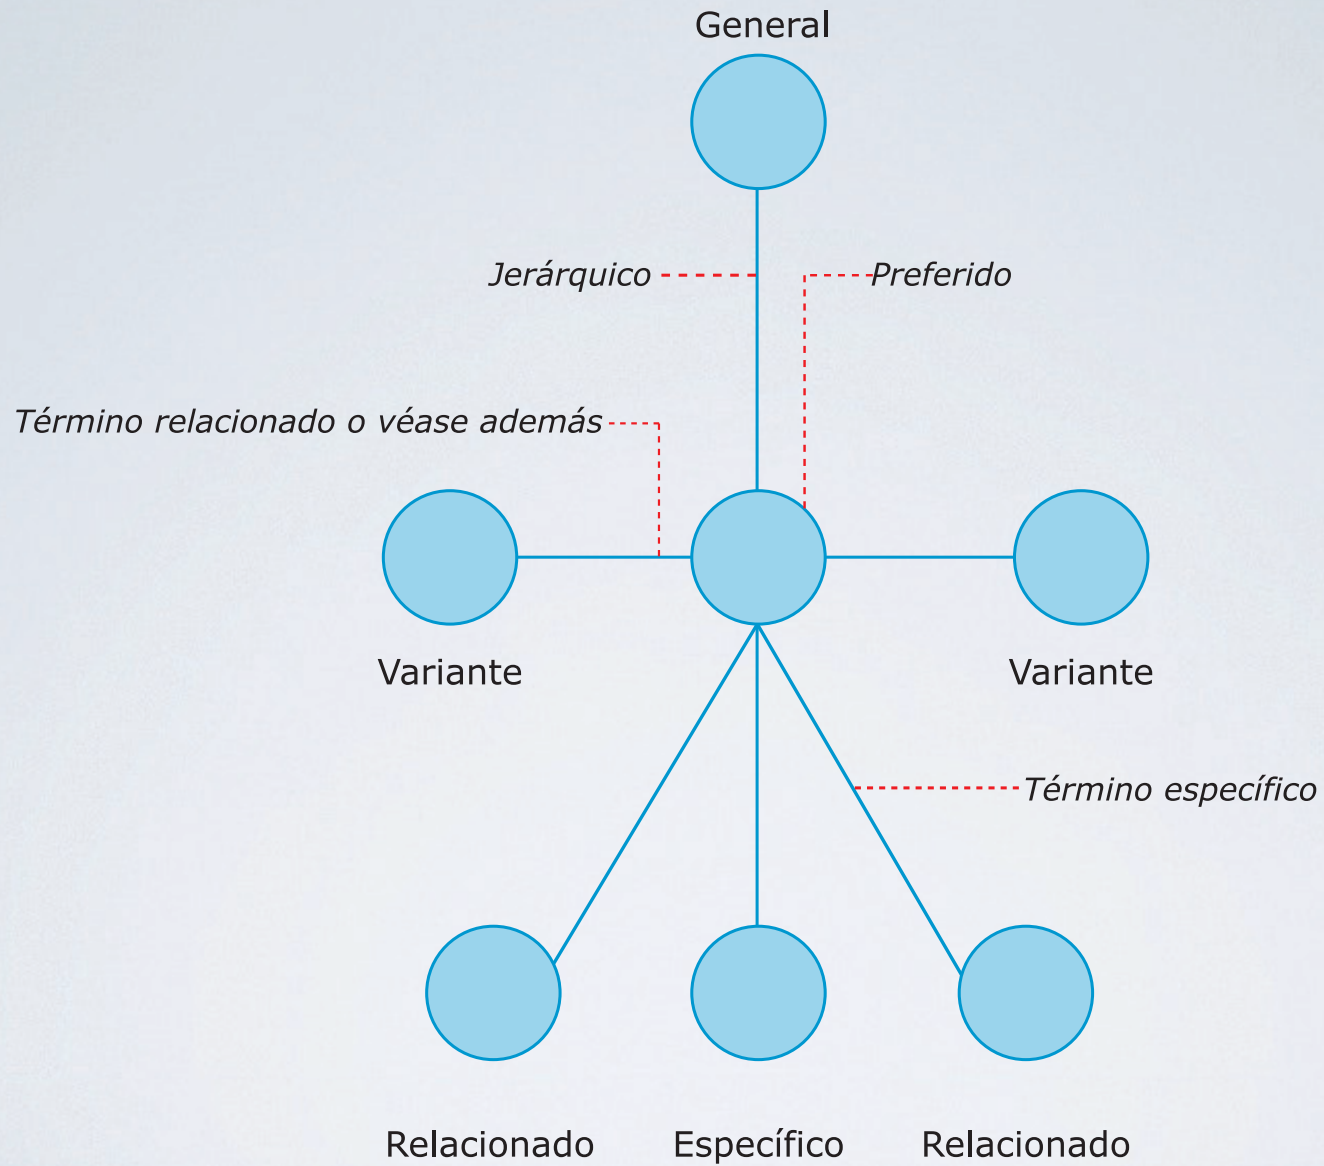 General
Jerárquico
Preferido
Término relacionado o véase además
Variante
Variante
Término específico
Relacionado
Específico
Relacionado